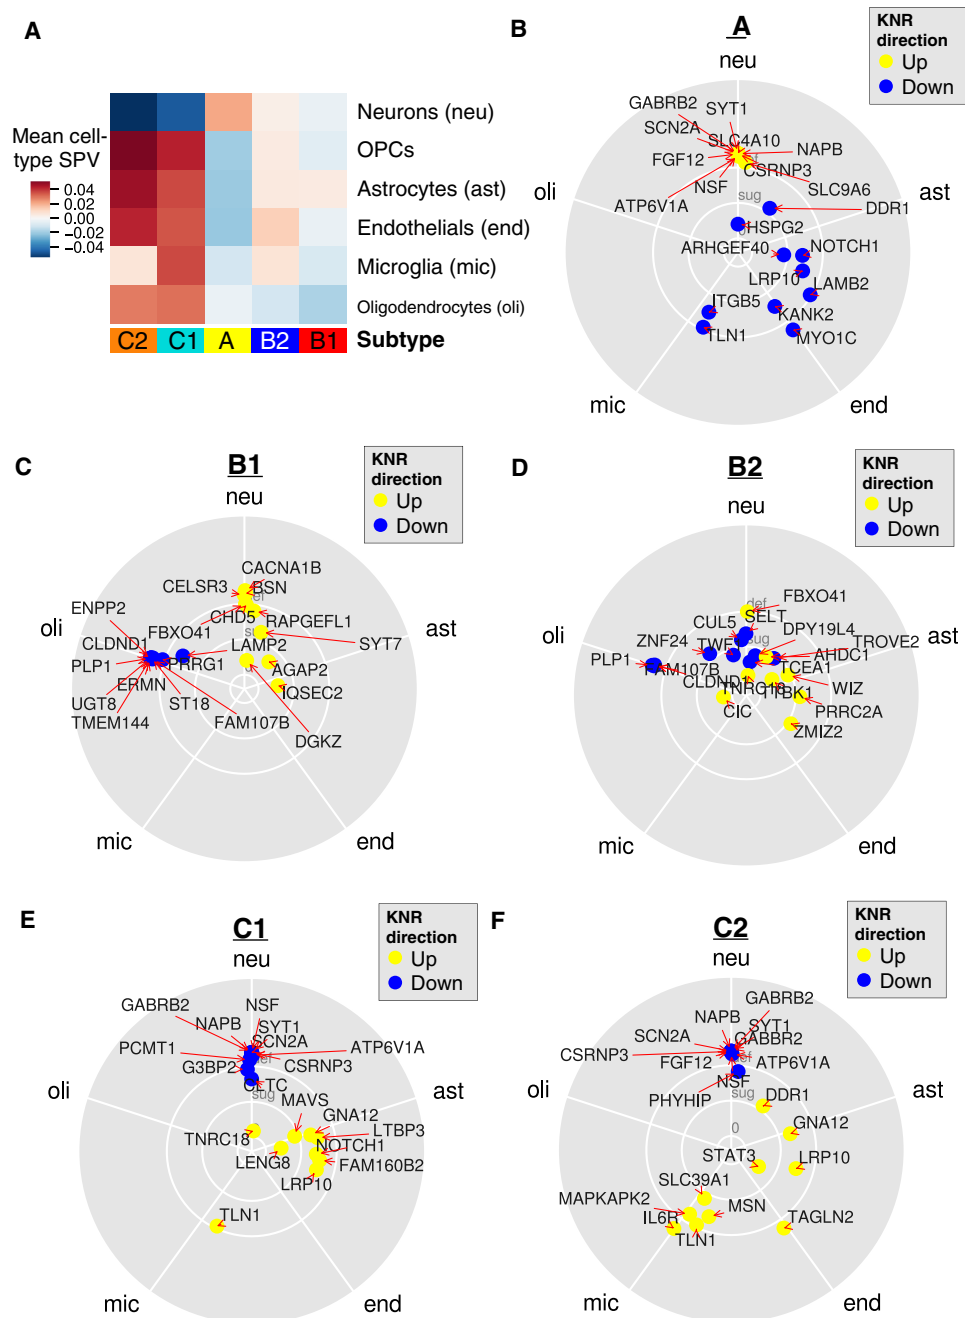 A
Mean cell-
type SPV
0.04
0.02
0.00
−0.02
−0.04
Neurons (neu)
OPCs
Astrocytes (ast)
Endothelials (end)
Microglia (mic)
Oligodendrocytes (oli)
C2 C1 A B2 B1 Subtype
B
A
KNR
direction
Up
Down
neu
oli
ast
mic
end
GABRB2
SYT1
SCN2A
SLC4A10
NAPB
FGF12
CSRNP3
NSF
SLC9A6
ATP6V1A
sug
DDR1
HSPG2
ARHGEF40
NOTCH1
LRP10
LAMB2
ITGB5
KANK2
TLN1
MYO1C
C
B1
KNR
direction
Up
Down
neu
oli
ast
mic
end
CACNA1B
CELSR3
BSN
ENPP2
CHD5
RAPGEFL1
FBXO41
CLDND1
LAMP2
SYT7
PLP1
PRRG1
AGAP2
ERMN
IQSEC2
UGT8
ST18
TMEM144
FAM107B
DGKZ
D
B2
KNR
direction
Up
Down
neu
oli
ast
mic
end
def
FBXO41
CUL5
SELT
sug
DPY19L4
ZNF24
TWF1
TROVE2
AHDC1
PLP1
FAM107B
TCEA1
CLDND1
WIZ
TNRC18
TTBK1
CIC
PRRC2A
ZMIZ2
E
C1
KNR
direction
Up
Down
neu
oli
ast
mic
end
GABRB2
NSF
NAPB
SYT1
PCMT1
SCN2A
ATP6V1A
G3BP2
CSRNP3
CLTC
sug
MAVS
GNA12
TNRC18
LTBP3
NOTCH1
LENG8
FAM160B2
LRP10
TLN1
F
C2
KNR
direction
Up
Down
neu
oli
ast
mic
end
GABRB2
NAPB
SYT1
SCN2A
GABBR2
CSRNP3
FGF12
ATP6V1A
NSF
PHYHIP
sug
DDR1
0
GNA12
STAT3
LRP10
SLC39A1
MAPKAPK2
MSN
IL6R
TAGLN2
TLN1